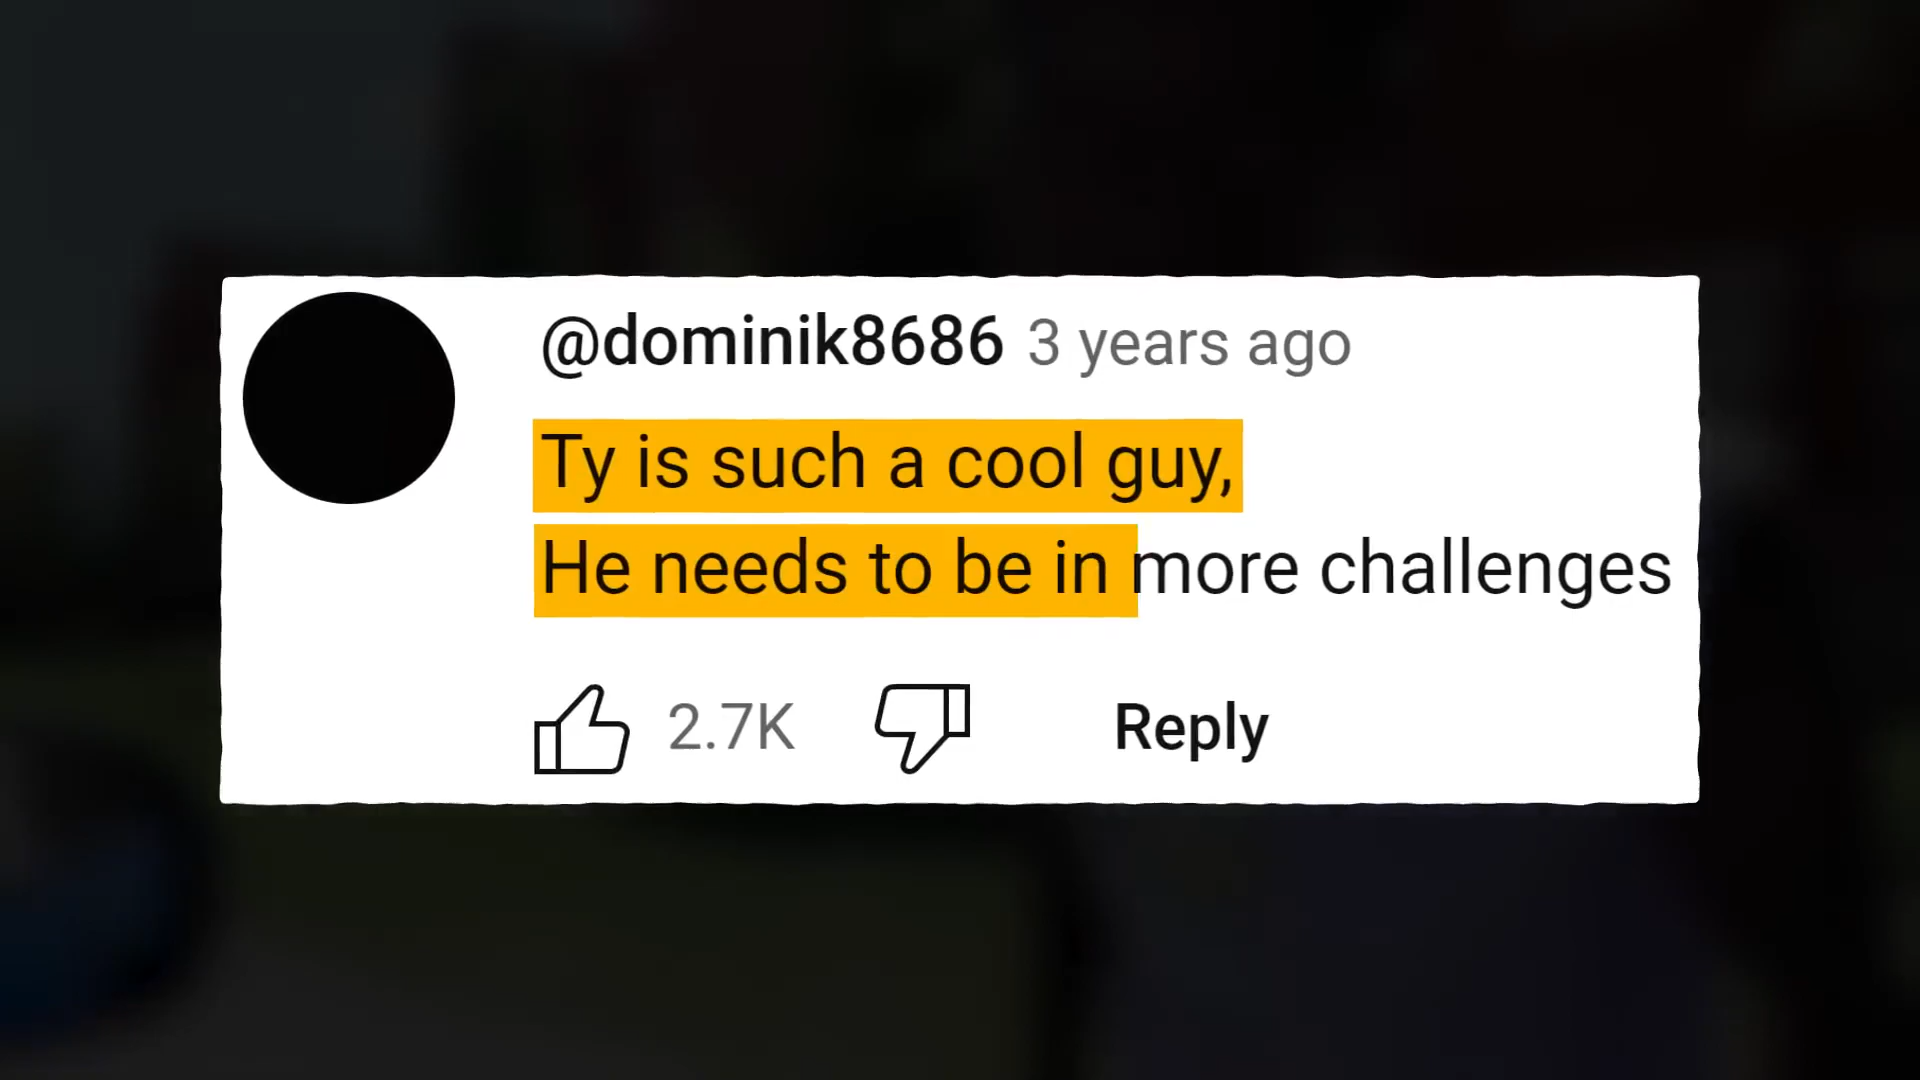 @dominik8686 3 years ago
Ty is such a cool guy,
He needs to be in more challenges
2.7K Reply